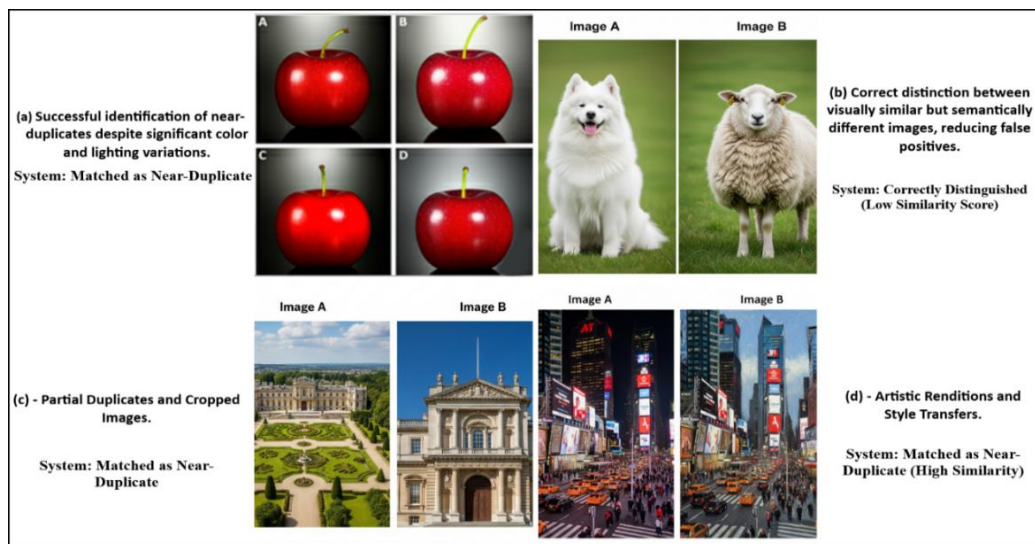 (a) Successful identification of near-
duplicates despite significant color
and lighting variations.
System: Matched as Near-Duplicate
A
B
C
D
Image A
Image B
(b) Correct distinction between
visually similar but semantically
different images, reducing false
positives.
System: Correctly Distinguished
(Low Similarity Score)
(c) - Partial Duplicates and Cropped
Images.
System: Matched as Near-
Duplicate
Image A
Image B
Image A
Image B
(d) - Artistic Renditions and
Style Transfers.
System: Matched as Near-
Duplicate (High Similarity)